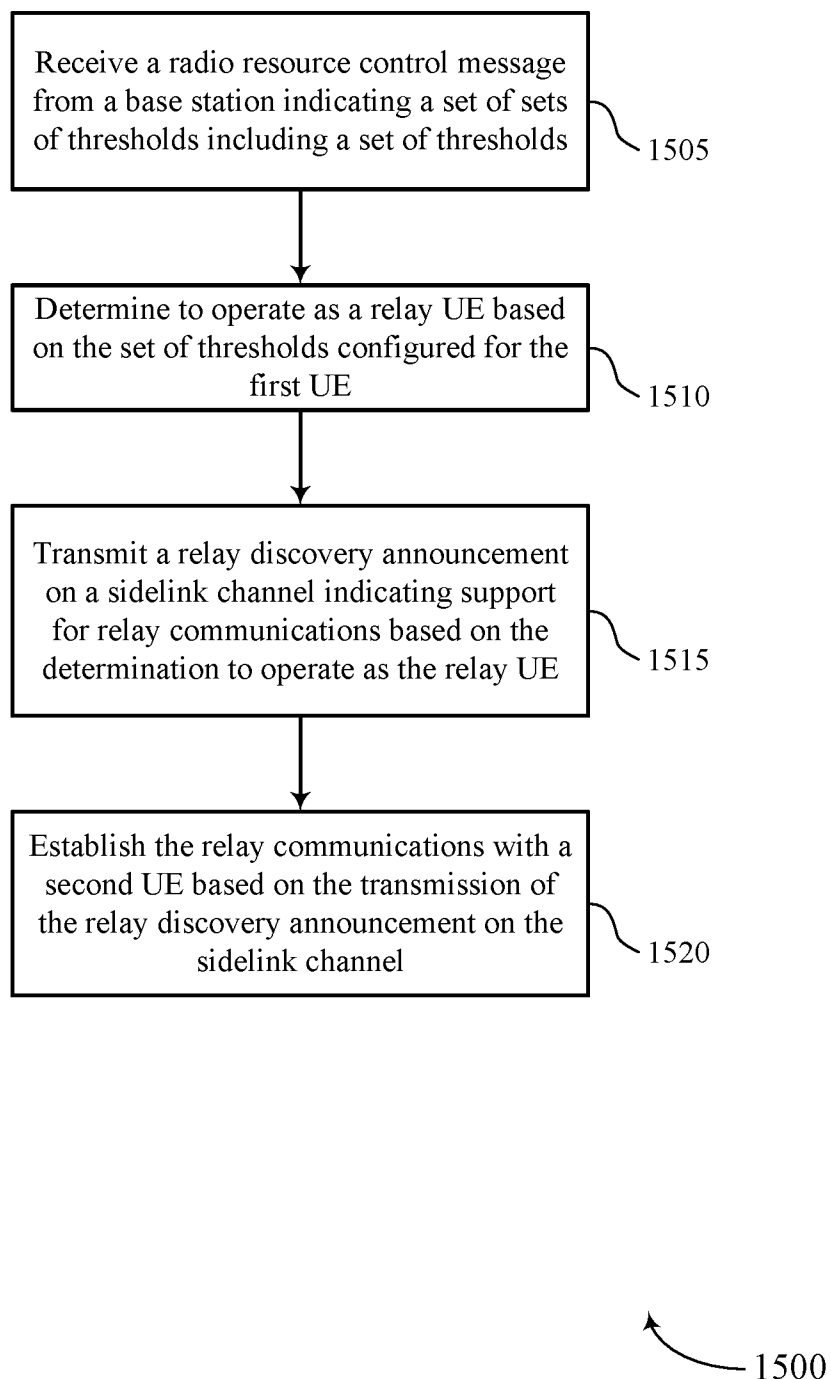 Receive a radio resource control message
from a base station indicating a set of sets
of thresholds including a set of thresholds
1505
Determine to operate as a relay UE based
on the set of thresholds configured for the
first UE
1510
Transmit a relay discovery announcement
on a sidelink channel indicating support
for relay communications based on the
determination to operate as the relay UE
1515
Establish the relay communications with a
second UE based on the transmission of
the relay discovery announcement on the
sidelink channel
1520
1500